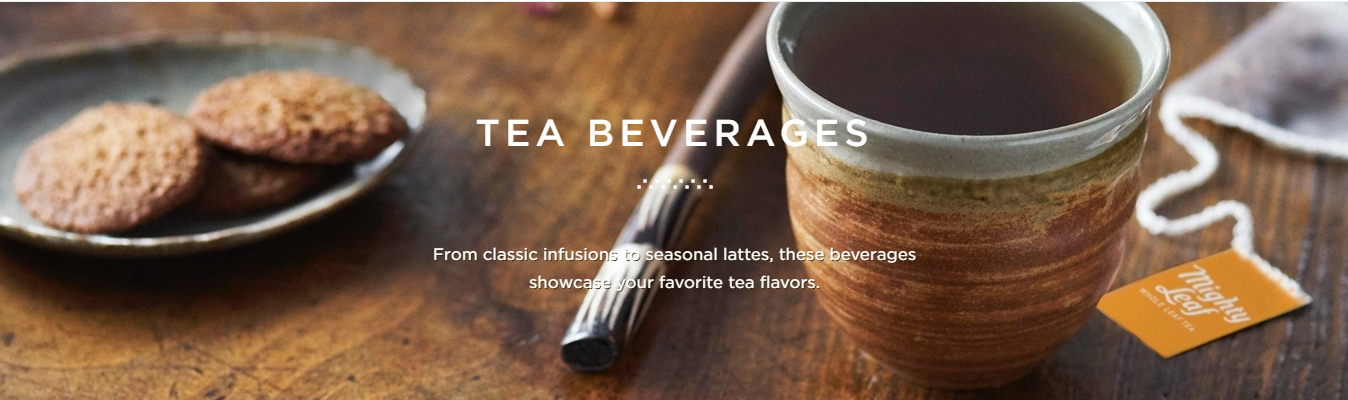 TEA BEVERAGES
From classic infusions to seasonal lattes, these beverages
showcase your favorite tea flavors.
Mighty
Leaf
WHOLE LEAF TEA